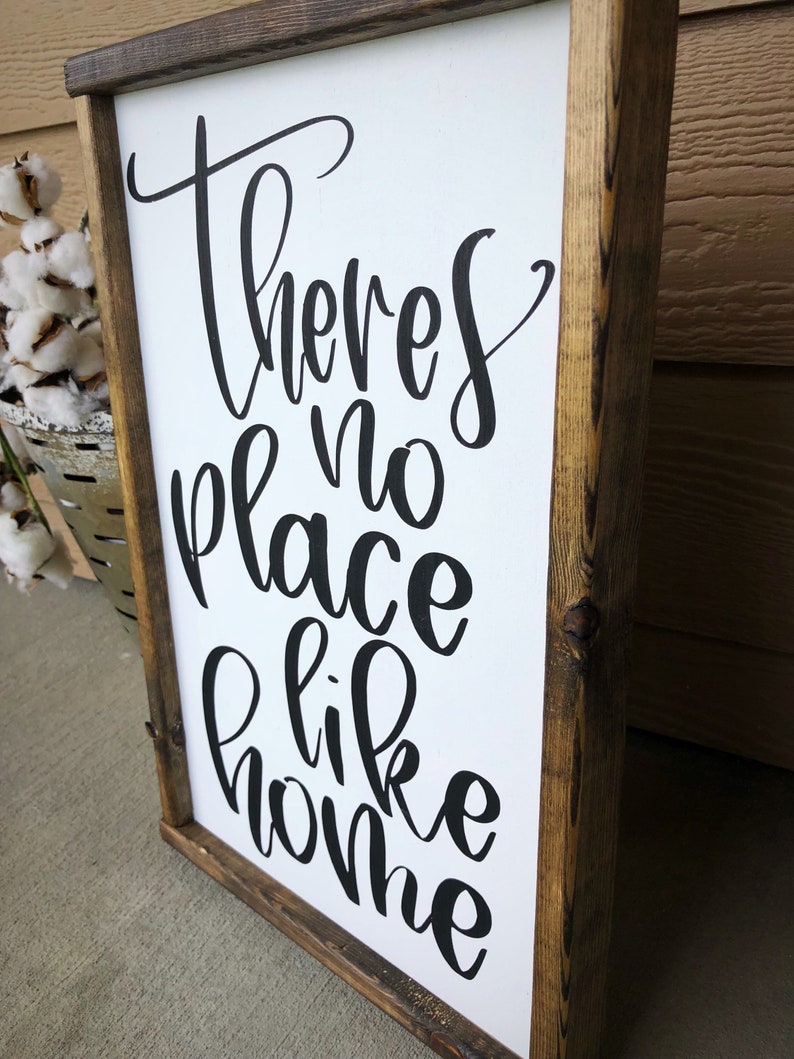 theres
no
place
like
home